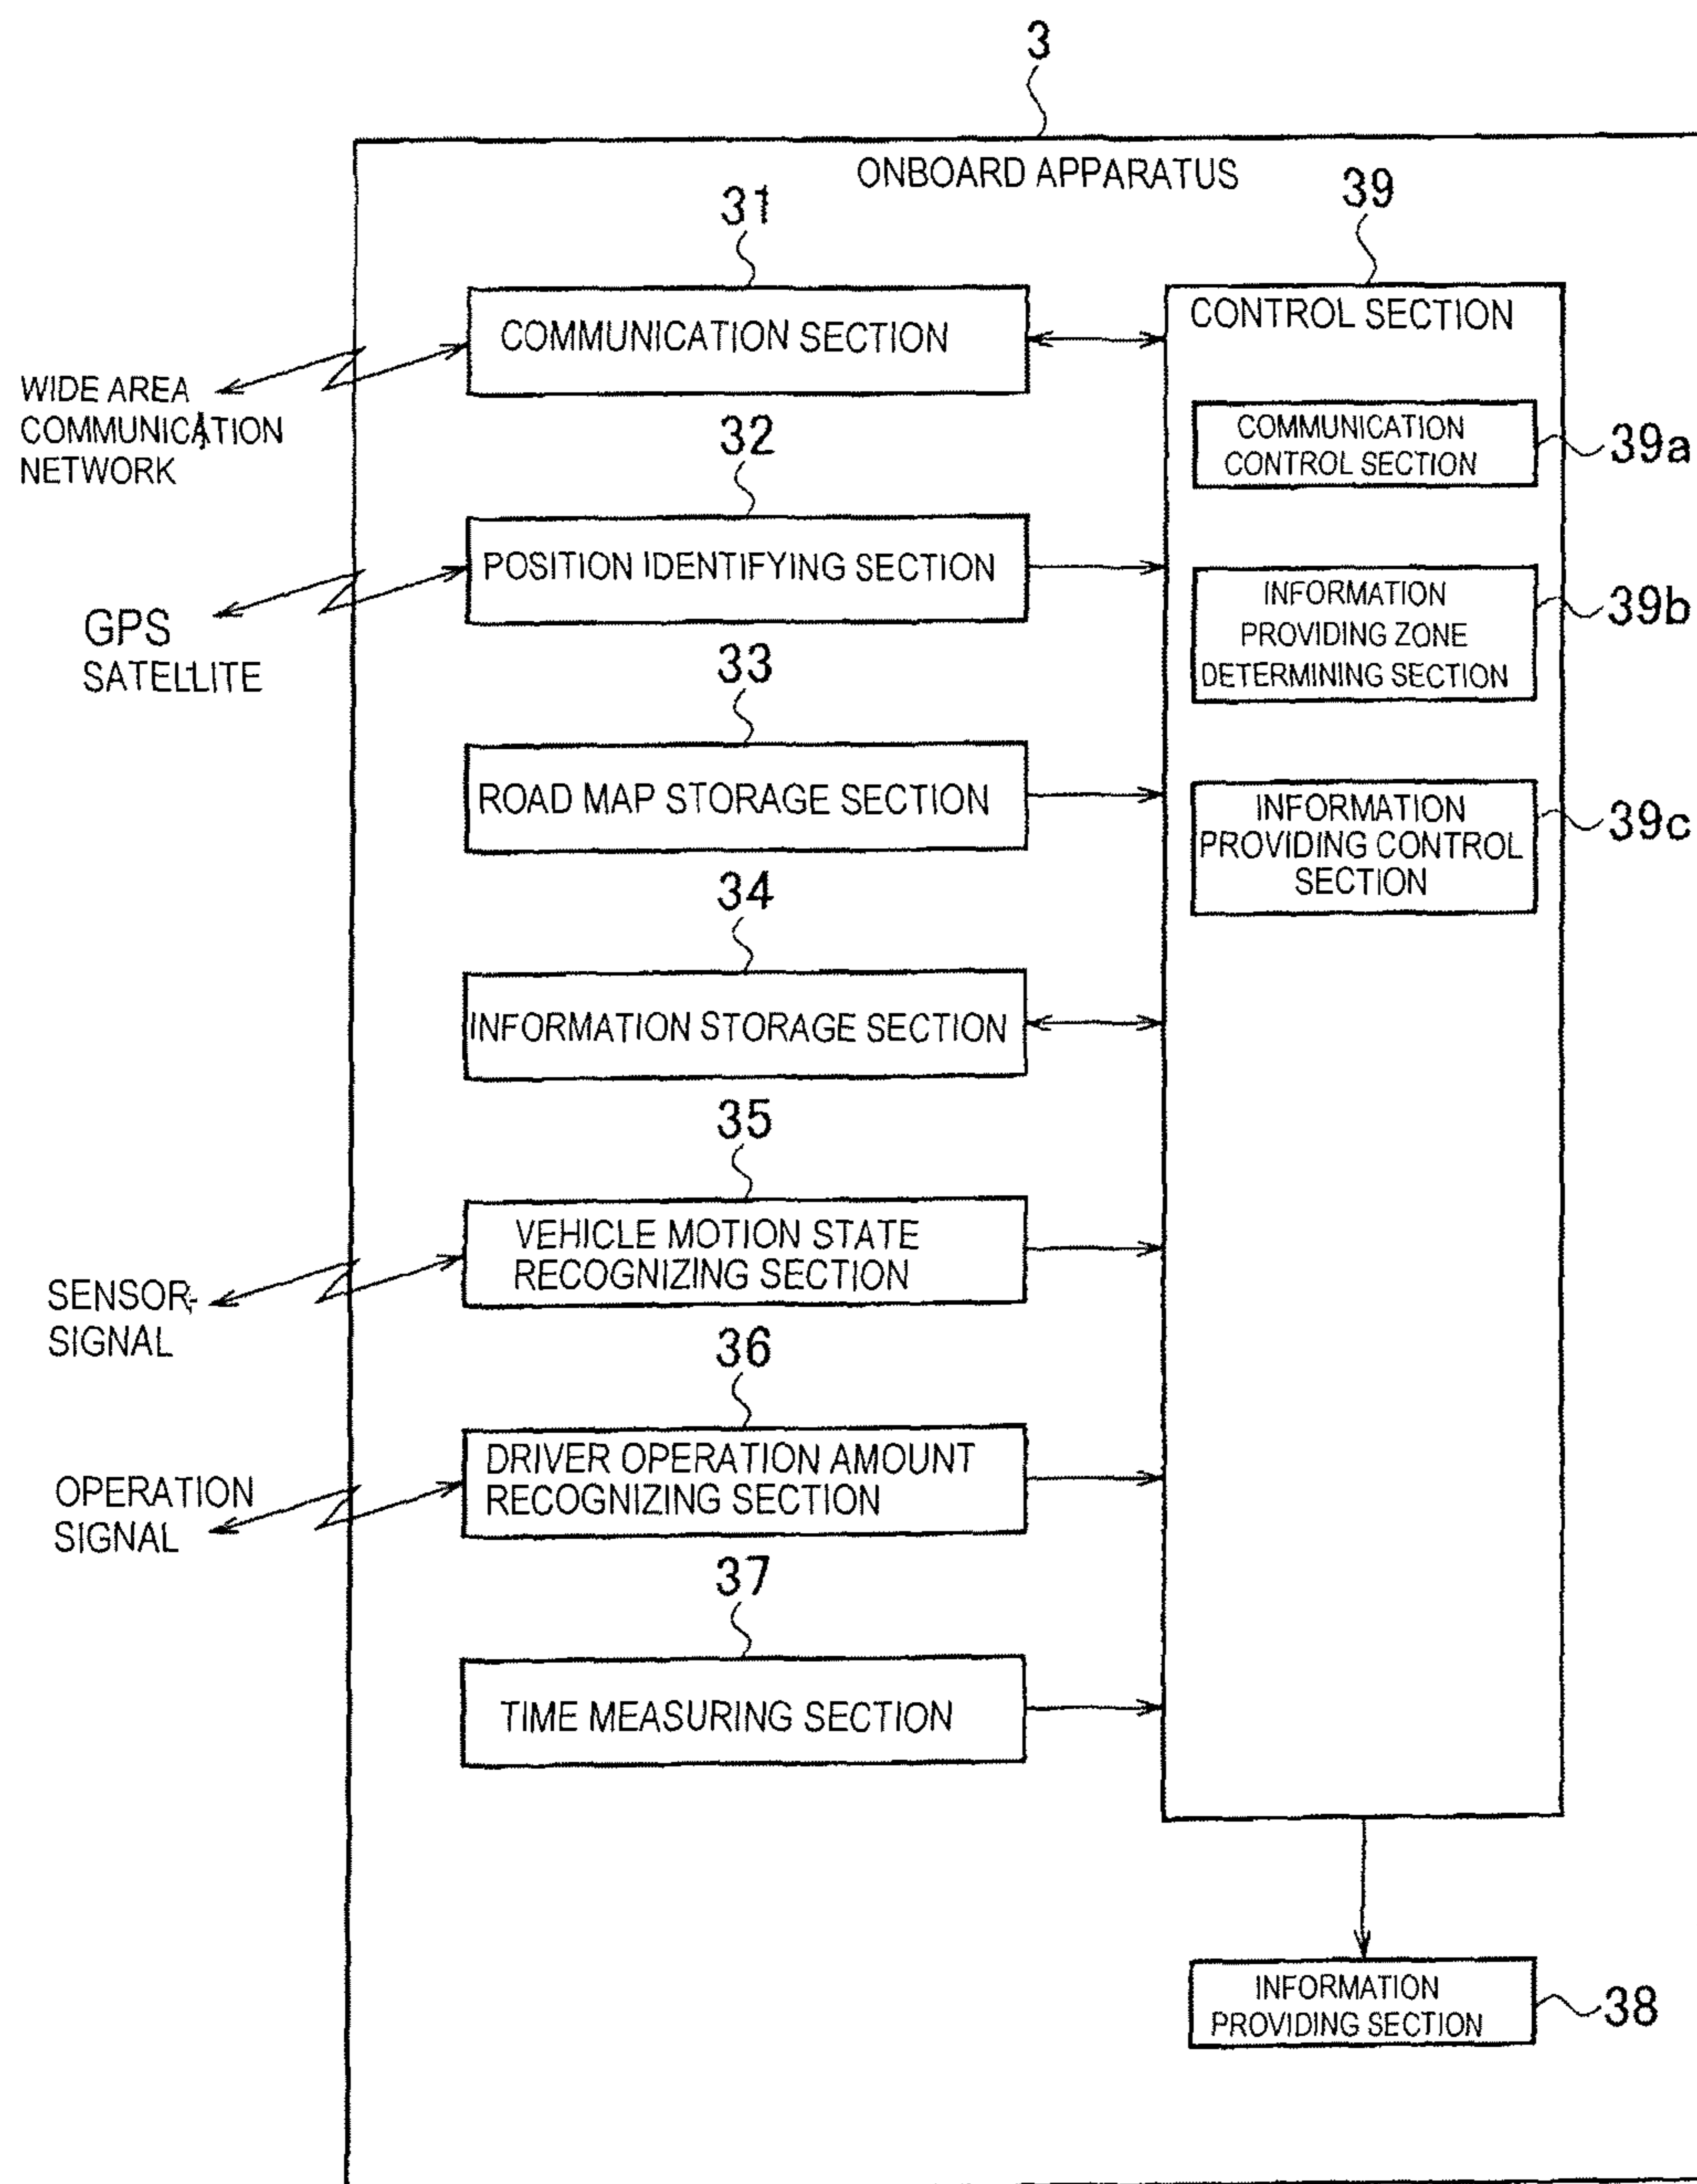 3
ONBOARD APPARATUS
31
COMMUNICATION SECTION
WIDE AREA
COMMUNICATION
NETWORK
32
POSITION IDENTIFYING SECTION
GPS
SATELLITE
33
ROAD MAP STORAGE SECTION
34
INFORMATION STORAGE SECTION
35
VEHICLE MOTION STATE
RECOGNIZING SECTION
SENSOR
SIGNAL
36
DRIVER OPERATION AMOUNT
RECOGNIZING SECTION
OPERATION
SIGNAL
37
TIME MEASURING SECTION
39
CONTROL SECTION
COMMUNICATION
CONTROL SECTION
39a
INFORMATION
PROVIDING ZONE
DETERMINING SECTION
39b
INFORMATION
PROVIDING CONTROL
SECTION
39c
INFORMATION
PROVIDING SECTION
38